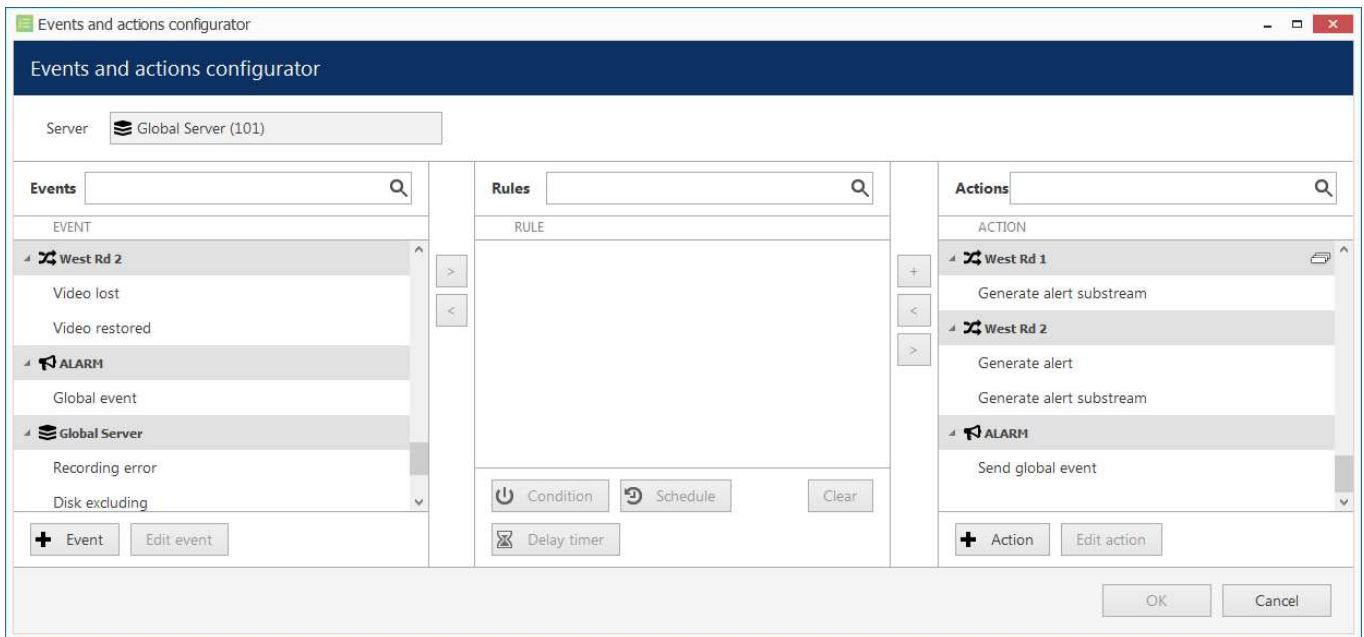 Events and actions configurator
Events and actions configurator
Server Global Server (101)
Events
EVENT
West Rd 2
Video lost
Video restored
ALARM
Global event
Global Server
Recording error
Disk excluding
+ Event Edit event
>
<
Rules
RULE
Condition Schedule Clear
Delay timer
+
<
>
Actions
ACTION
West Rd 1
Generate alert substream
West Rd 2
Generate alert
Generate alert substream
ALARM
Send global event
+ Action Edit action
OK Cancel